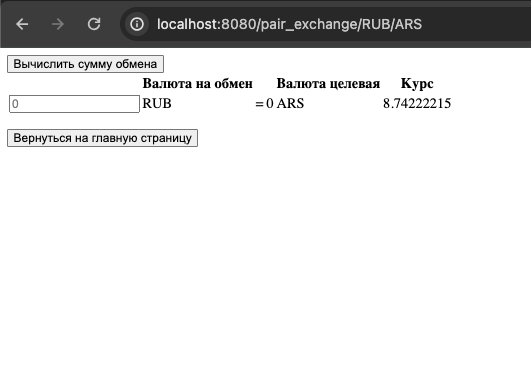 localhost:8080/pair_exchange/RUB/ARS
Вычислить сумму обмена
Валюта на обмен Валюта целевая Курс
0 RUB = 0 ARS 8.74222215
Вернуться на главную страницу